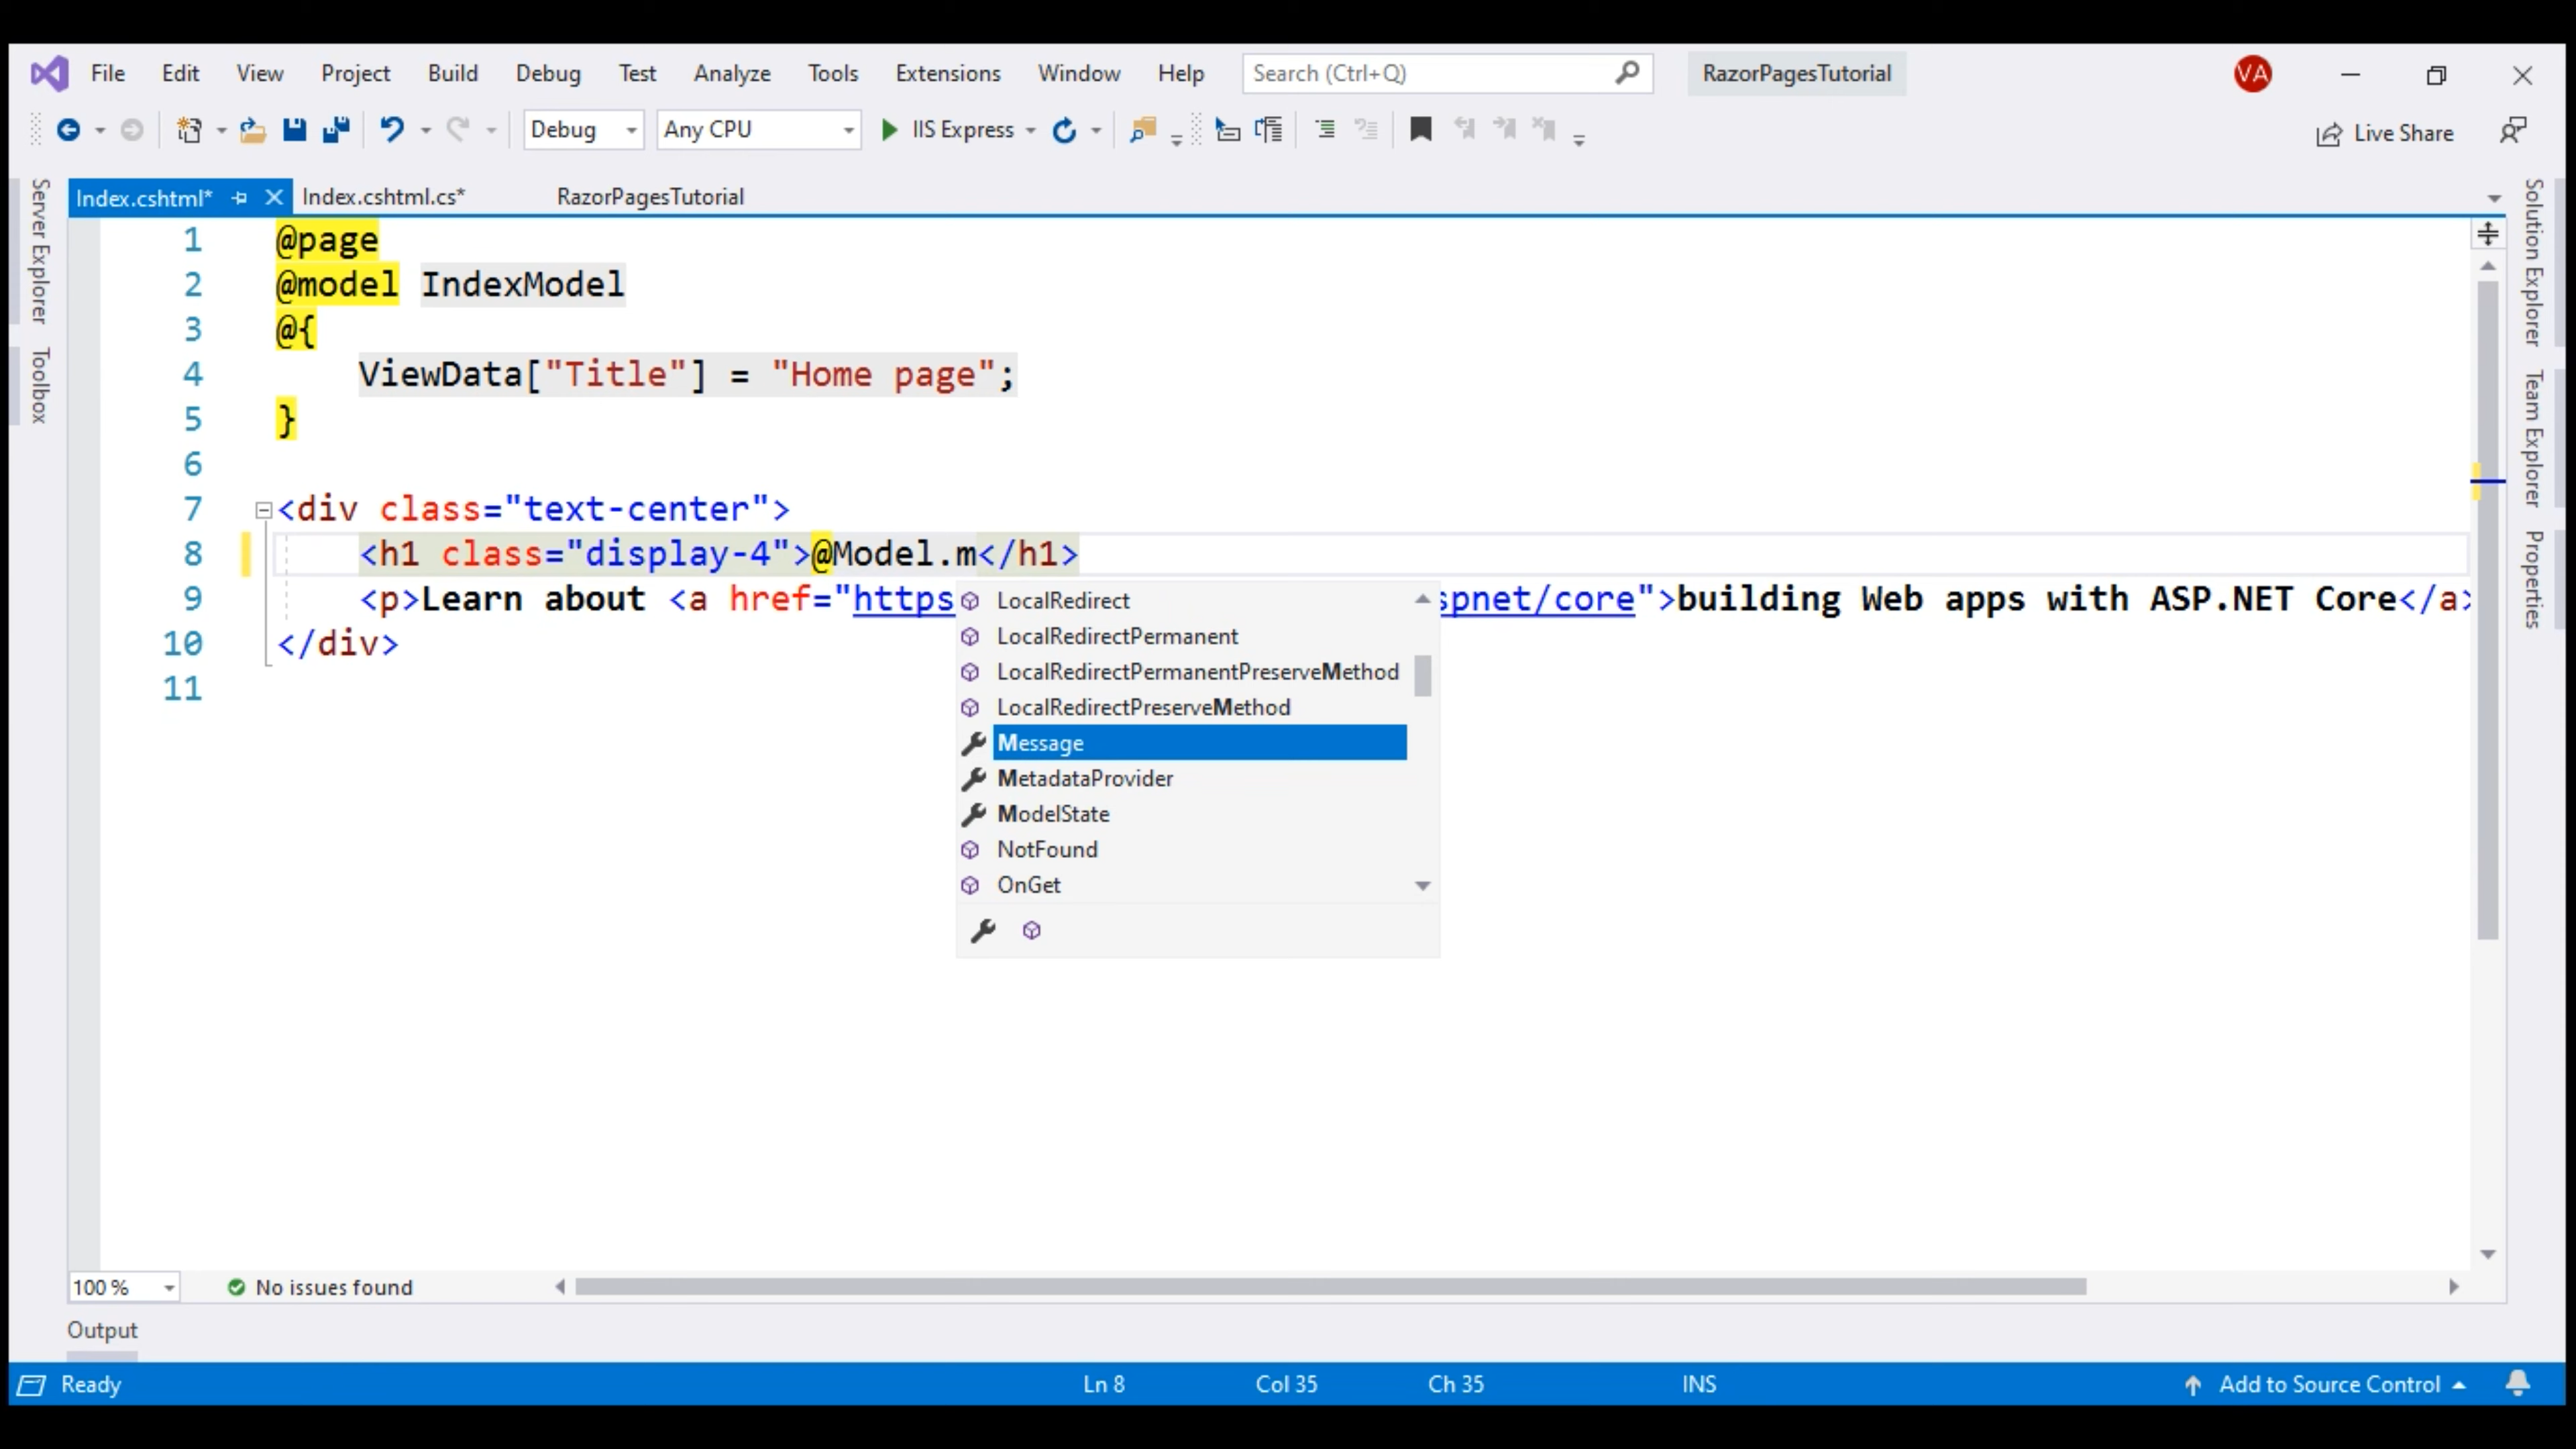 File Edit View Project Build Debug Test Analyze Tools Extensions Window Help Search (Ctrl+Q) RazorPagesTutorial VA
Debug Any CPU IIS Express Live Share
Index.cshtml* Index.cshtml.cs* RazorPagesTutorial
Server Explorer
Toolbox
1 @page
2 @model IndexModel
3 @{
4 ViewData["Title"] = "Home page";
5 }
6
7 <div class="text-center">
8 <h1 class="display-4">@Model.m</h1>
9 <p>Learn about <a href="https spnet/core">building Web apps with ASP.NET Core</a>
10 </div>
11
LocalRedirect
LocalRedirectPermanent
LocalRedirectPermanentPreserveMethod
LocalRedirectPreserveMethod
Message
MetadataProvider
ModelState
NotFound
OnGet
Solution Explorer
Team Explorer
Properties
100 % No issues found
Output
Ready Ln 8 Col 35 Ch 35 INS Add to Source Control